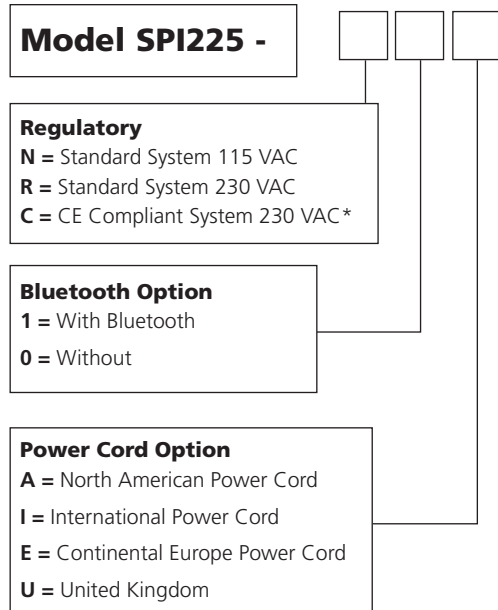 Model SPI225 -
Regulatory
N = Standard System 115 VAC
R = Standard System 230 VAC
C = CE Compliant System 230 VAC*
Bluetooth Option
1 = With Bluetooth
0 = Without
Power Cord Option
A = North American Power Cord
I = International Power Cord
E = Continental Europe Power Cord
U = United Kingdom